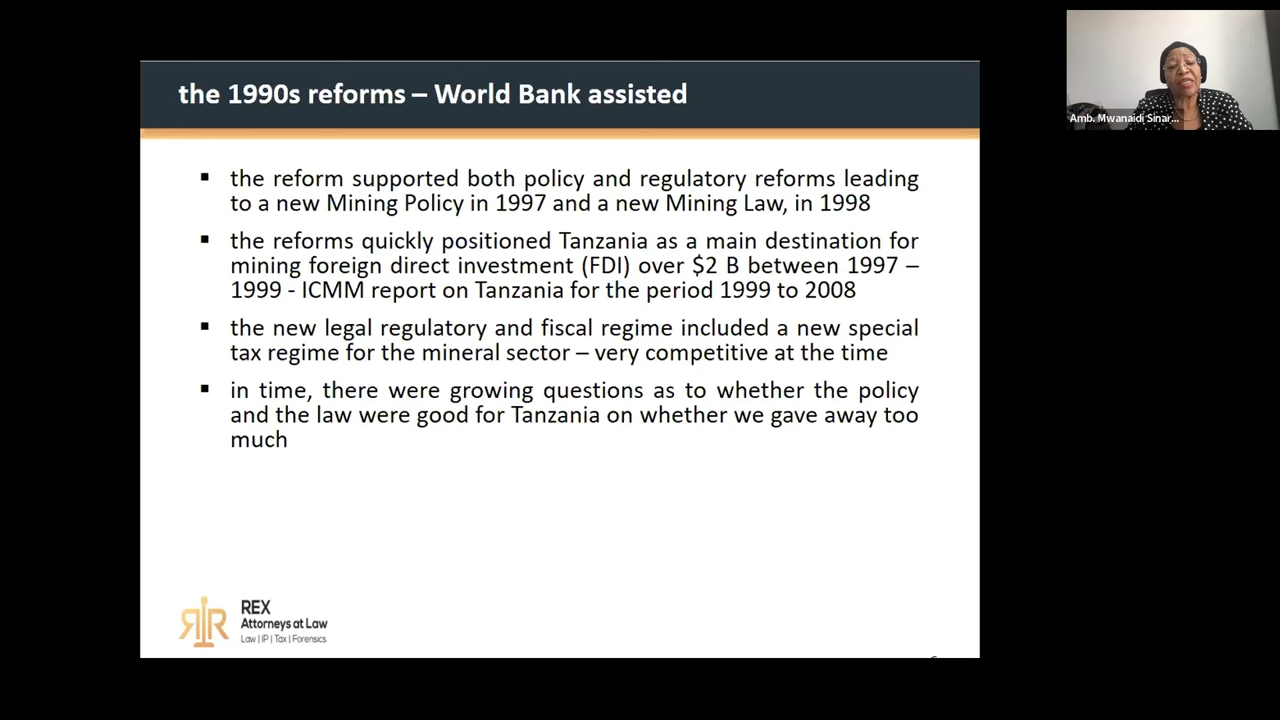 the 1990s reforms – World Bank assisted
▪ the reform supported both policy and regulatory reforms leading
to a new Mining Policy in 1997 and a new Mining Law, in 1998
▪ the reforms quickly positioned Tanzania as a main destination for
mining foreign direct investment (FDI) over $2 B between 1997 –
1999 - ICMM report on Tanzania for the period 1999 to 2008
▪ the new legal regulatory and fiscal regime included a new special
tax regime for the mineral sector – very competitive at the time
▪ in time, there were growing questions as to whether the policy
and the law were good for Tanzania on whether we gave away too
much
REX
Attorneys at Law
Law | IP | Tax | Forensics
Amb. Mwanaidi Sinar...